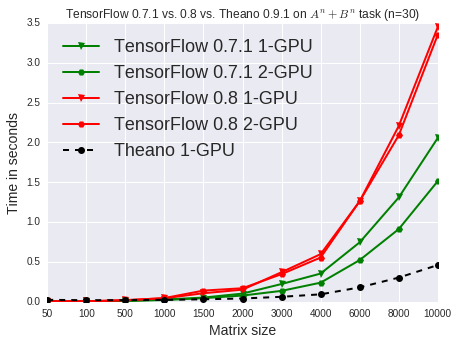 TensorFlow 0.7.1 vs. 0.8 vs. Theano 0.9.1 on Aⁿ + Bⁿ task (n=30)
TensorFlow 0.7.1 1-GPU
TensorFlow 0.7.1 2-GPU
TensorFlow 0.8 1-GPU
TensorFlow 0.8 2-GPU
Theano 1-GPU
Time in seconds
3.5
3.0
2.5
2.0
1.5
1.0
0.5
0.0
50 100 500 1000 1500 2000 3000 4000 6000 8000 10000
Matrix size